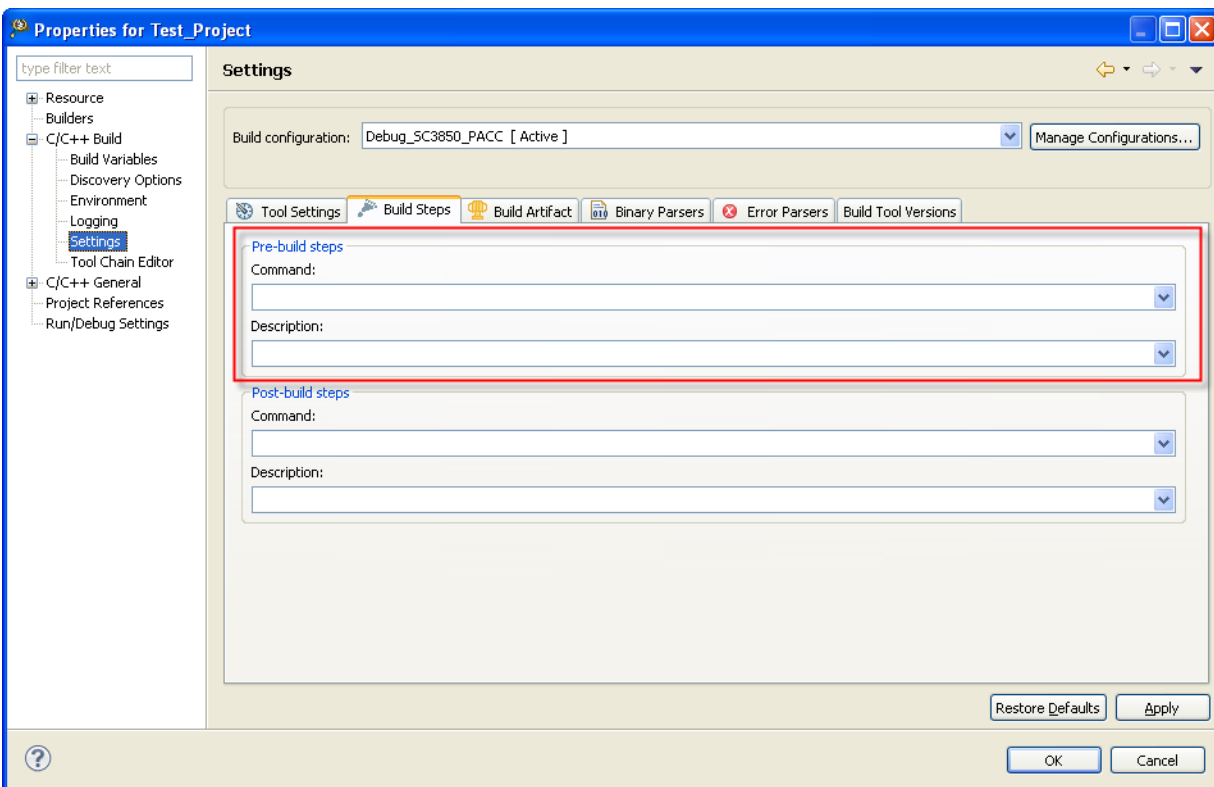 Properties for Test_Project
type filter text
Resource
Builders
C/C++ Build
Build Variables
Discovery Options
Environment
Logging
Settings
Tool Chain Editor
C/C++ General
Project References
Run/Debug Settings
Settings
Build configuration: Debug_SC3850_PACC [ Active ] Manage Configurations...
Tool Settings Build Steps Build Artifact 010 Binary Parsers Error Parsers Build Tool Versions
Pre-build steps
Command:
Description:
Post-build steps
Command:
Description:
Restore Defaults Apply
? OK Cancel